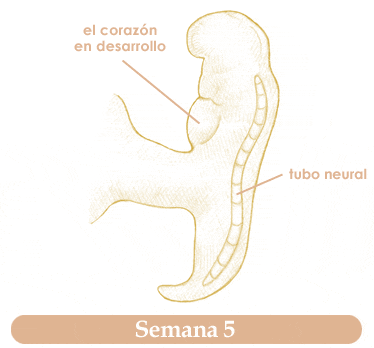 el corazón
en desarrollo
tubo neural
Semana 5